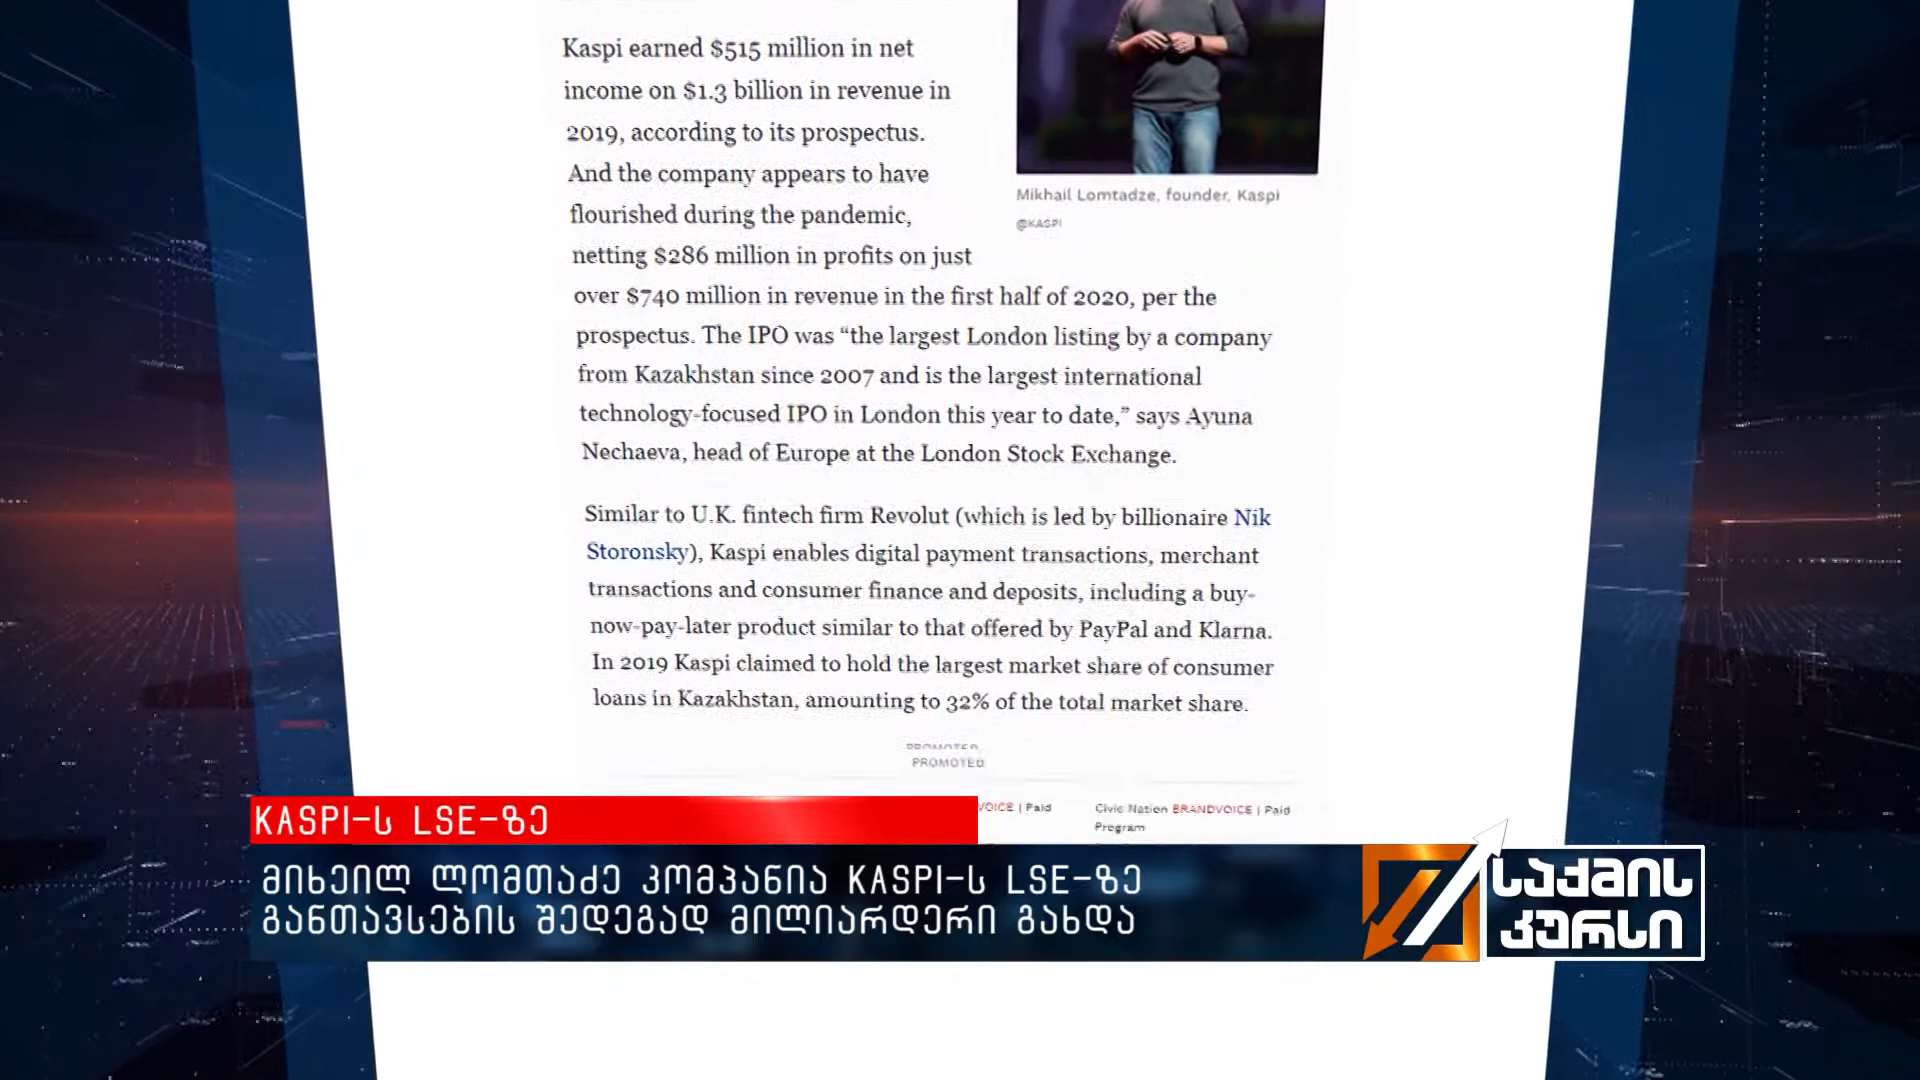 Kaspi earned $515 million in net
income on $1.3 billion in revenue in
2019, according to its prospectus.
And the company appears to have
flourished during the pandemic,
netting $286 million in profits on just
over $740 million in revenue in the first half of 2020, per the
prospectus. The IPO was “the largest London listing by a company
from Kazakhstan since 2007 and is the largest international
technology-focused IPO in London this year to date,” says Ayuna
Nechaeva, head of Europe at the London Stock Exchange.
Mikhail Lomtadze, founder, Kaspi
@KASPI
Similar to U.K. fintech firm Revolut (which is led by billionaire Nik
Storonsky), Kaspi enables digital payment transactions, merchant
transactions and consumer finance and deposits, including a buy-
now-pay-later product similar to that offered by PayPal and Klarna.
In 2019 Kaspi claimed to hold the largest market share of consumer
loans in Kazakhstan, amounting to 32% of the total market share.
PROMOTED
PROMOTED
VOICE | Paid
Civic Nation BRANDVOICE | Paid
Program
KASPI-ს LSE-ზე
მიხეილ ლომთაძე კომპანია KASPI-ს LSE-ზე
განთავსების შედეგად მილიარდერი გახდა
საქმის
კურსი